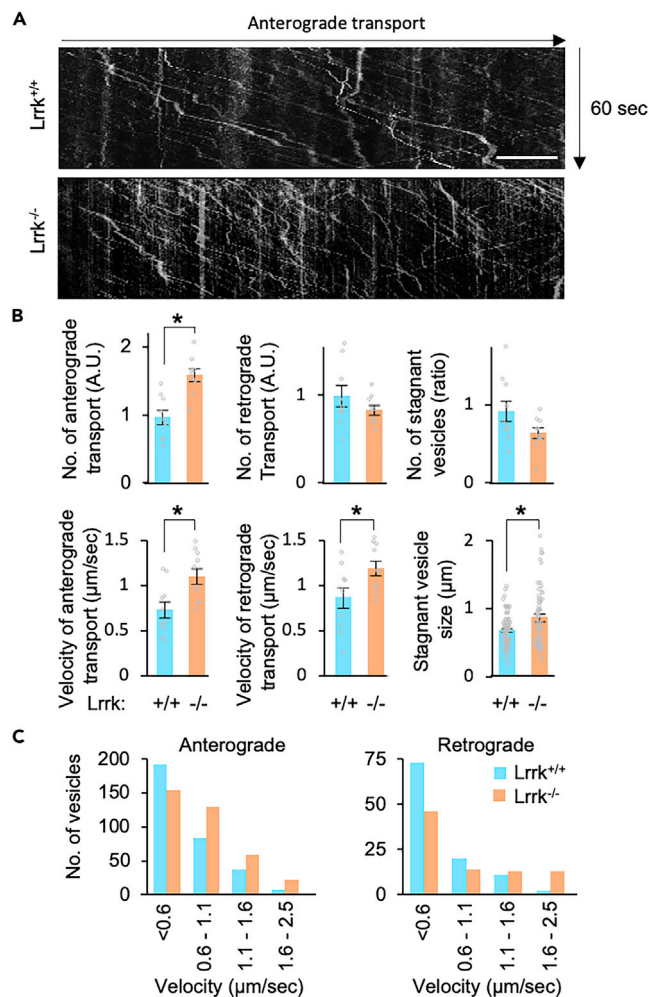 A
Anterograde transport
Lrrk+/+
60 sec
Lrrk-/-
B
No. of anterograde
transport (A.U.)
2
1
0
*
No. of retrograde
Transport (A.U.)
1
0
No. of stagnant
vesicles (ratio)
1
0
Velocity of anterograde
transport (µm/sec)
1.5
1
0.5
0
*
Velocity of retrograde
transport (µm/sec)
1.5
1
0.5
0
*
Stagnant vesicle
size (µm)
2
1
0
*
Lrrk: +/+ -/- +/+ -/- +/+ -/-
C
Anterograde
No. of vesicles
200
150
100
50
0
<0.6
0.6 - 1.1
1.1 - 1.6
1.6 - 2.5
Velocity (µm/sec)
Retrograde
75
50
25
0
Lrrk+/+
Lrrk-/-
<0.6
0.6 - 1.1
1.1 - 1.6
1.6 - 2.5
Velocity (µm/sec)